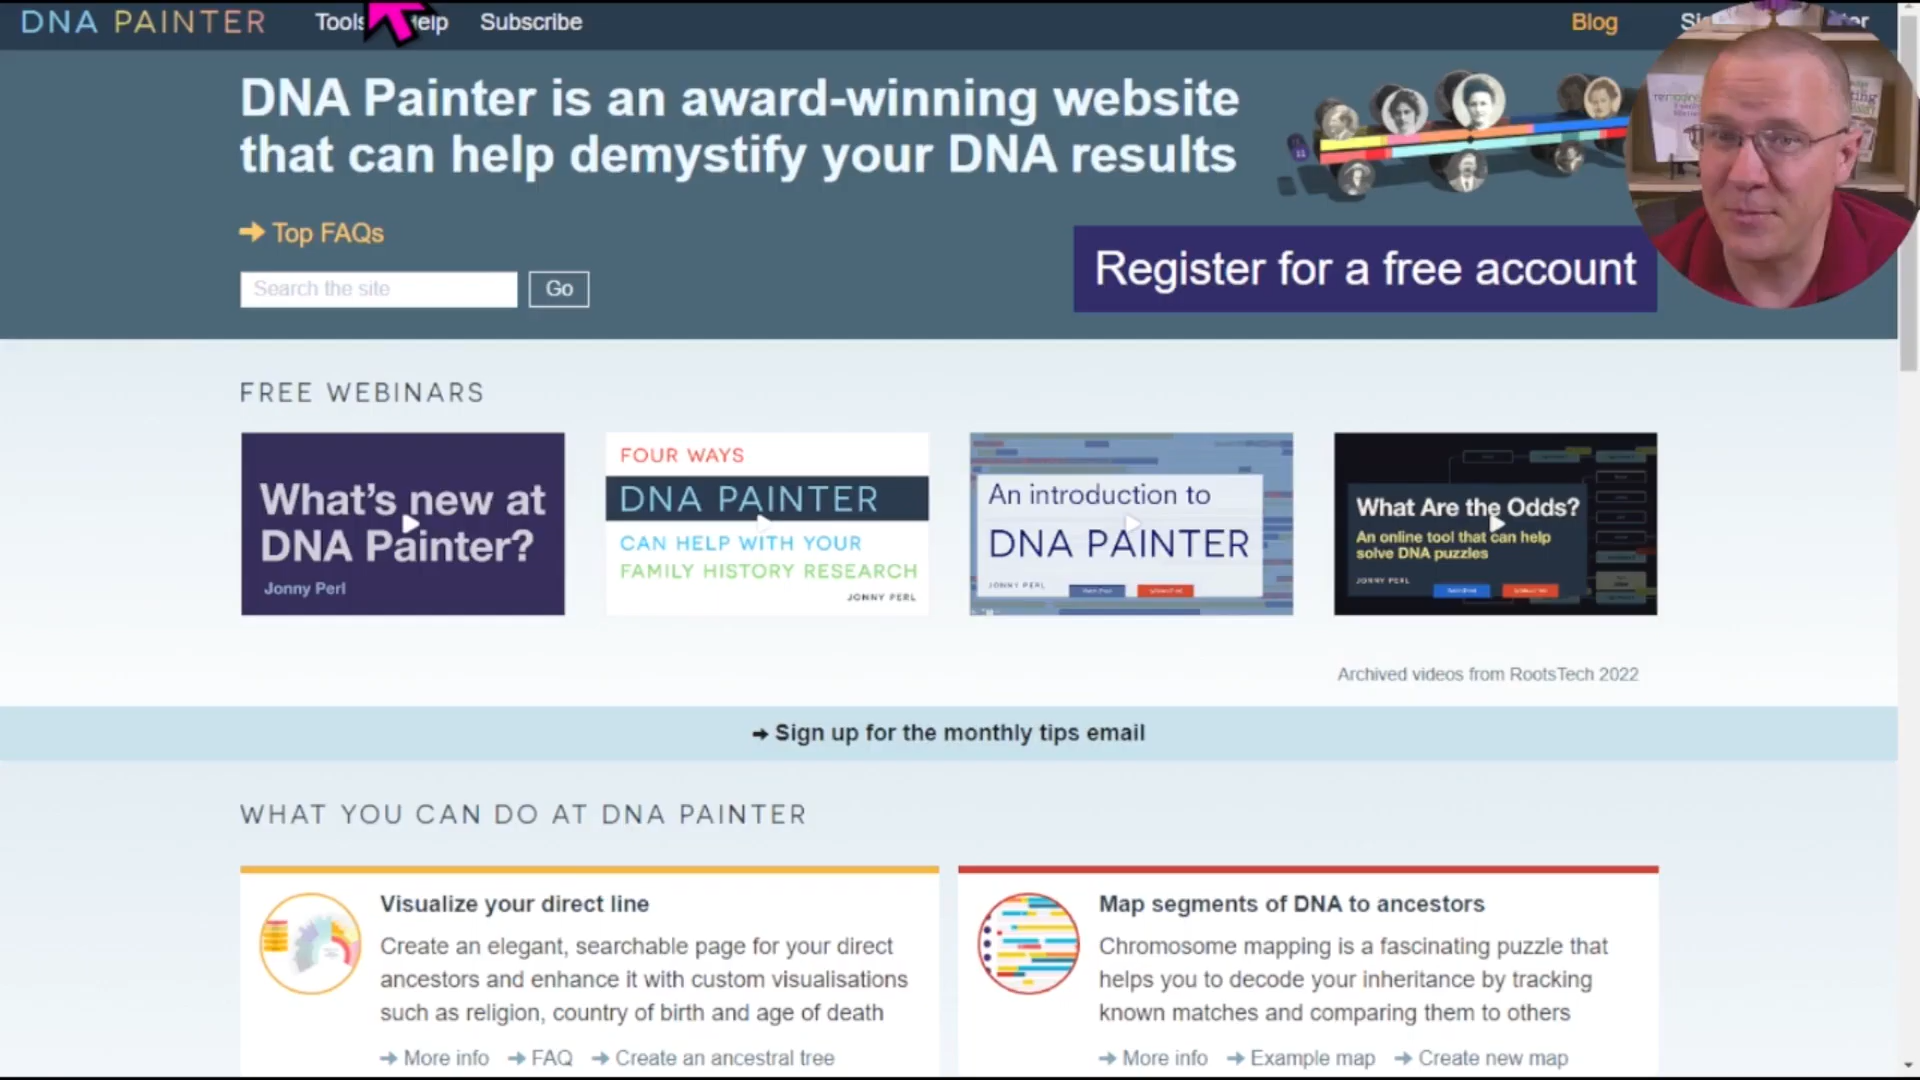 DNA PAINTER
Tools Help Subscribe
Blog
DNA Painter is an award-winning website
that can help demystify your DNA results
Top FAQs
Search the site
Go
Register for a free account
FREE WEBINARS
What's new at
DNA Painter?
Jonny Perl
FOUR WAYS
DNA PAINTER
CAN HELP WITH YOUR
FAMILY HISTORY RESEARCH
JONNY PERL
An introduction to
DNA PAINTER
JONNY PERL
What Are the Odds?
An online tool that can help
solve DNA puzzles
JONNY PERL
Archived videos from RootsTech 2022
Sign up for the monthly tips email
WHAT YOU CAN DO AT DNA PAINTER
Visualize your direct line
Create an elegant, searchable page for your direct
ancestors and enhance it with custom visualisations
such as religion, country of birth and age of death
More info FAQ Create an ancestral tree
Map segments of DNA to ancestors
Chromosome mapping is a fascinating puzzle that
helps you to decode your inheritance by tracking
known matches and comparing them to others
More info Example map Create new map